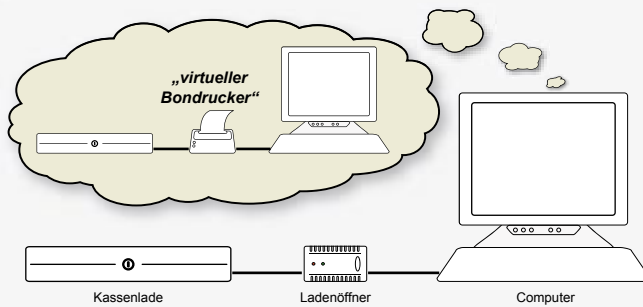 „virtueller
Bondrucker“
Kassenlade
Ladenöffner
Computer